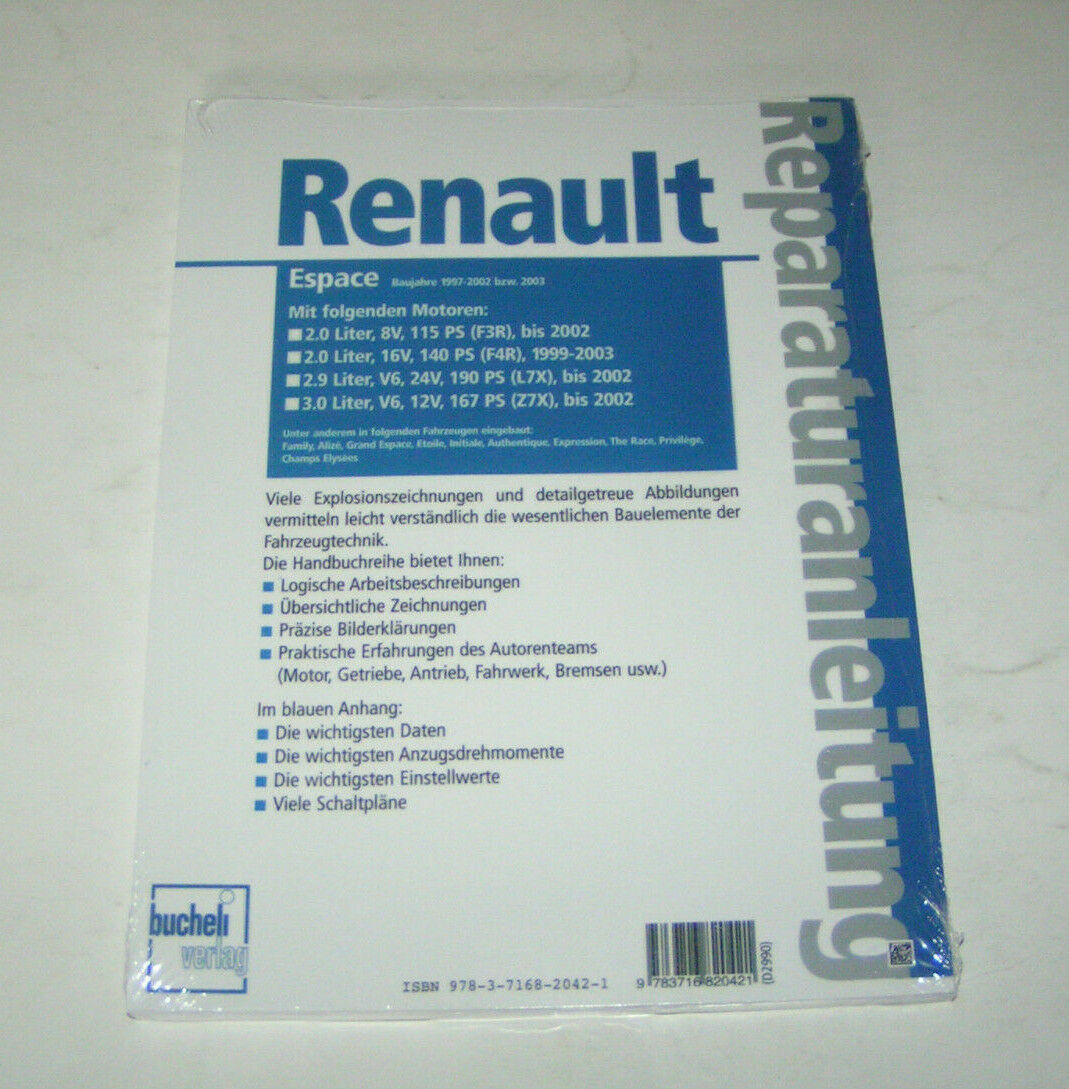 Renault
Reparaturanleitung
Espace Baujahre 1997-2002 bzw. 2003
Mit folgenden Motoren:
2.0 Liter, 8V, 115 PS (F3R), bis 2002
2.0 Liter, 16V, 140 PS (F4R), 1999-2003
2.9 Liter, V6, 24V, 190 PS (L7X), bis 2002
3.0 Liter, V6, 12V, 167 PS (Z7X), bis 2002
Unter anderem in folgenden Fahrzeugen eingebaut:
Family, Alizé, Grand Espace, Etoile, Initiale, Authentique, Expression, The Race, Privilège,
Champs Elysées
Viele Explosionszeichnungen und detailgetreue Abbildungen
vermitteln leicht verständlich die wesentlichen Bauelemente der
Fahrzeugtechnik.
Die Handbuchreihe bietet Ihnen:
Logische Arbeitsbeschreibungen
Übersichtliche Zeichnungen
Präzise Bilderklärungen
Praktische Erfahrungen des Autorenteams
(Motor, Getriebe, Antrieb, Fahrwerk, Bremsen usw.)
Im blauen Anhang:
Die wichtigsten Daten
Die wichtigsten Anzugsdrehmomente
Die wichtigsten Einstellwerte
Viele Schaltpläne
bucheli
verlag
ISBN 978-3-7168-2042-1
9 783716 820421
(D2990)